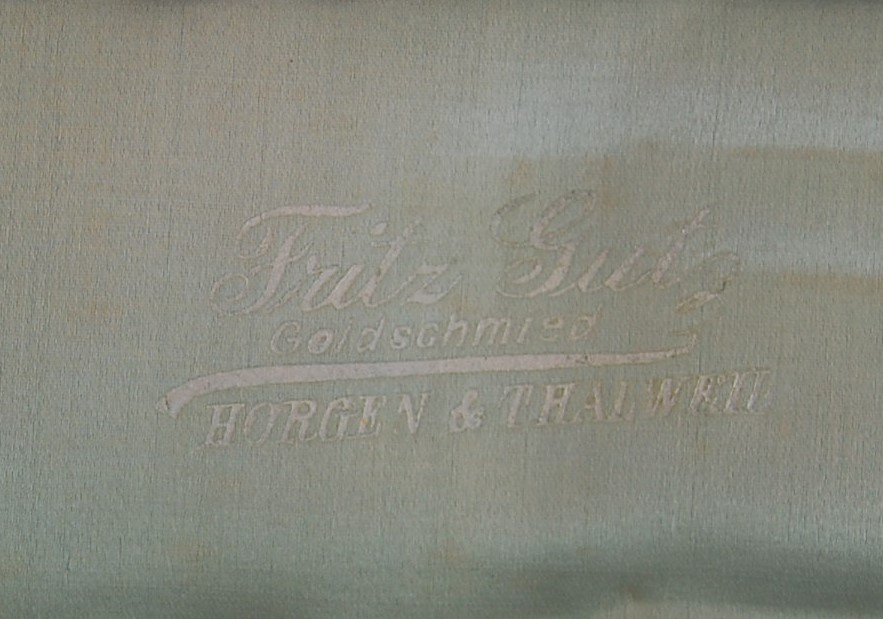 Fritz Gutz
Goldschmied
HORGEN & THALWEIL